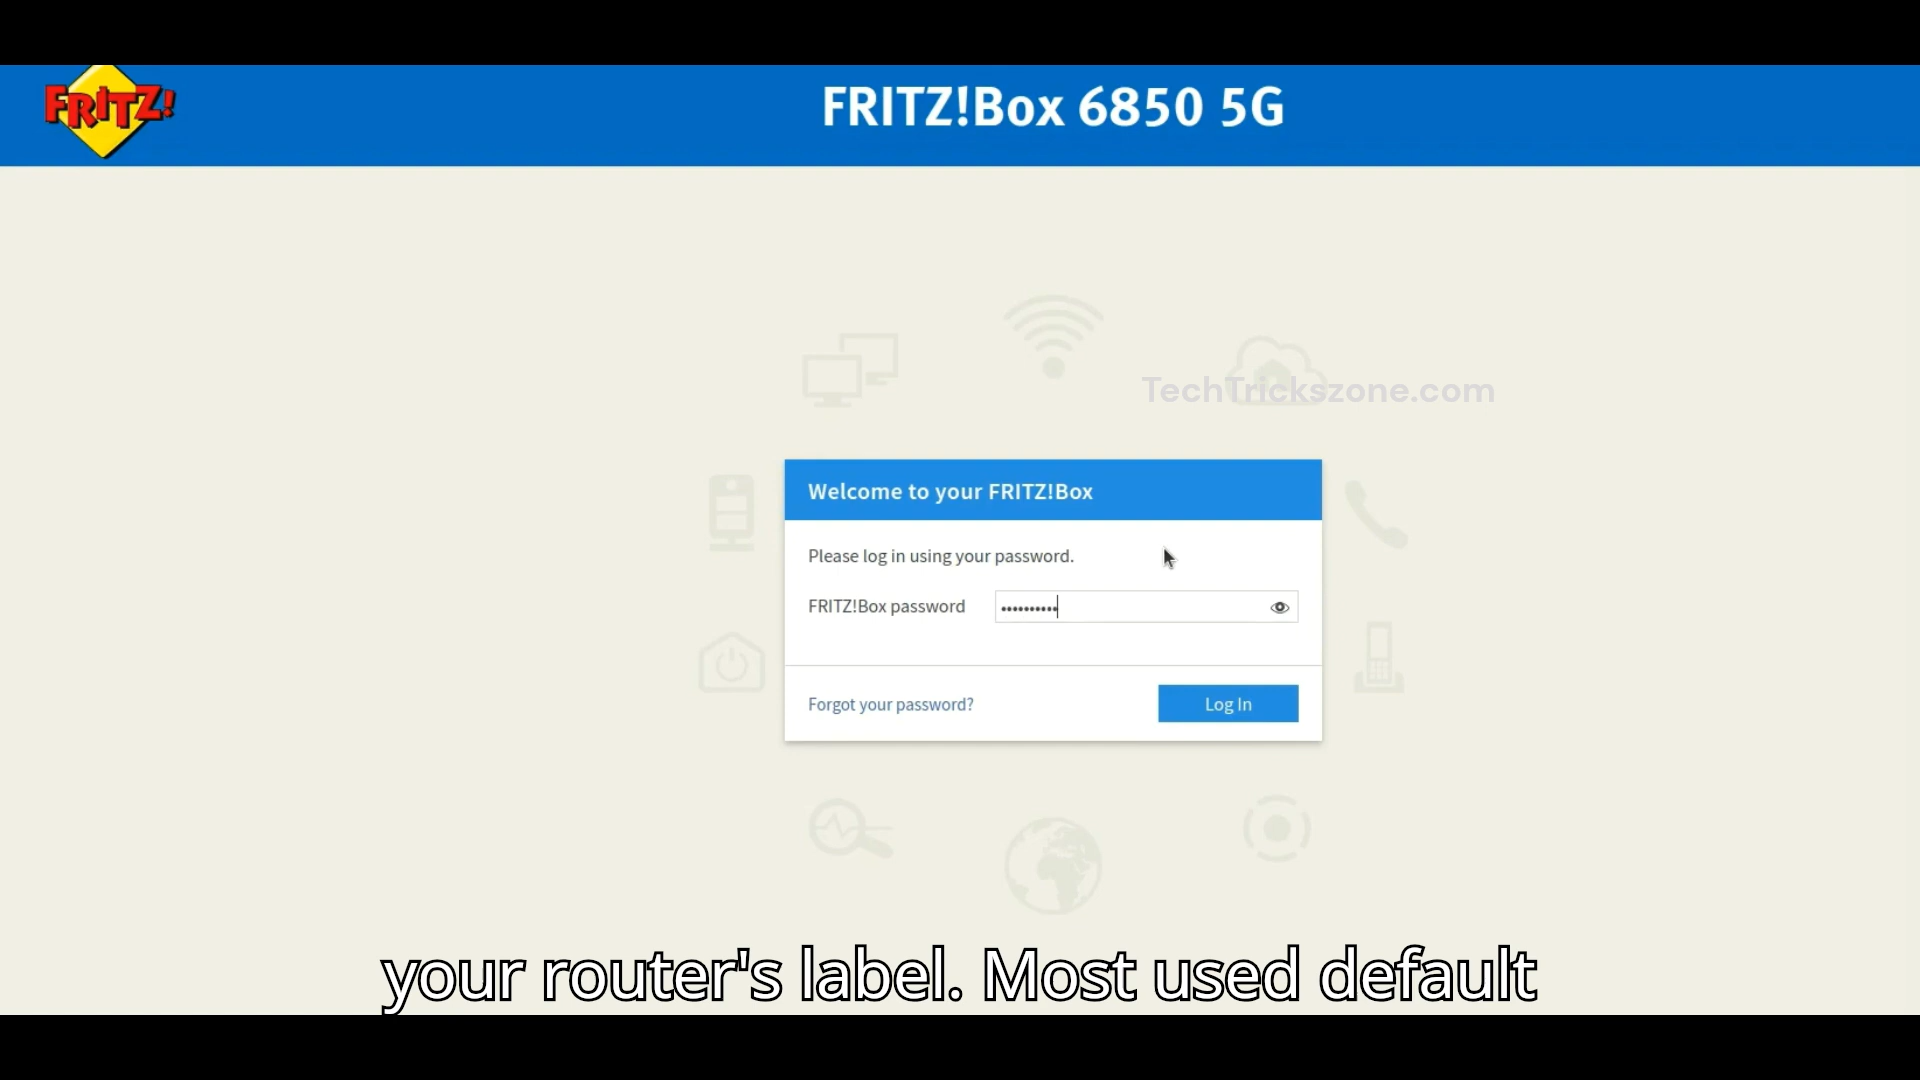 FRITZ!
FRITZ!Box 6850 5G
TechTrickszone.com
Welcome to your FRITZ!Box
Please log in using your password.
FRITZ!Box password
••••••••••
Forgot your password?
Log In
your router's label. Most used default